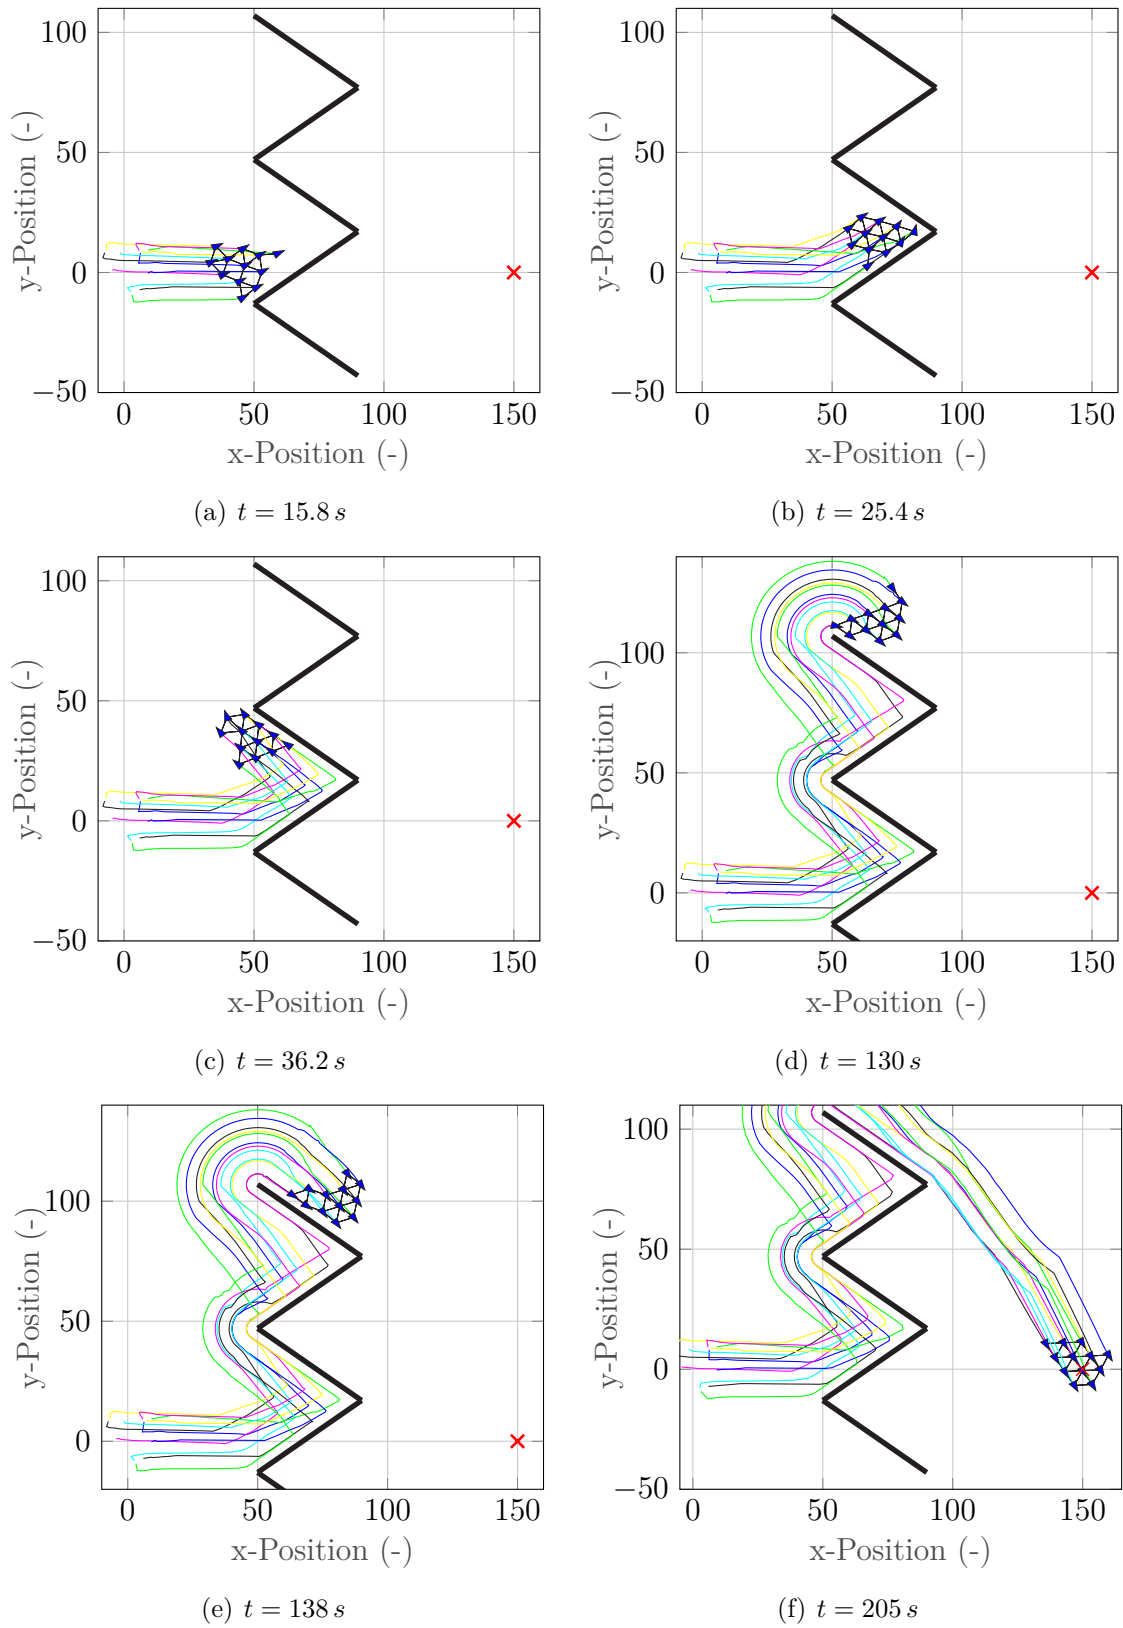 100
50
0
−50
0
50
100
150
y-Position (-)
x-Position (-)
(a) t = 15.8 s
100
50
0
−50
0
50
100
150
y-Position (-)
x-Position (-)
(b) t = 25.4 s
100
50
0
−50
0
50
100
150
y-Position (-)
x-Position (-)
(c) t = 36.2 s
100
50
0
0
50
100
150
y-Position (-)
x-Position (-)
(d) t = 130 s
100
50
0
0
50
100
150
y-Position (-)
x-Position (-)
(e) t = 138 s
100
50
0
−50
0
50
100
150
y-Position (-)
x-Position (-)
(f) t = 205 s